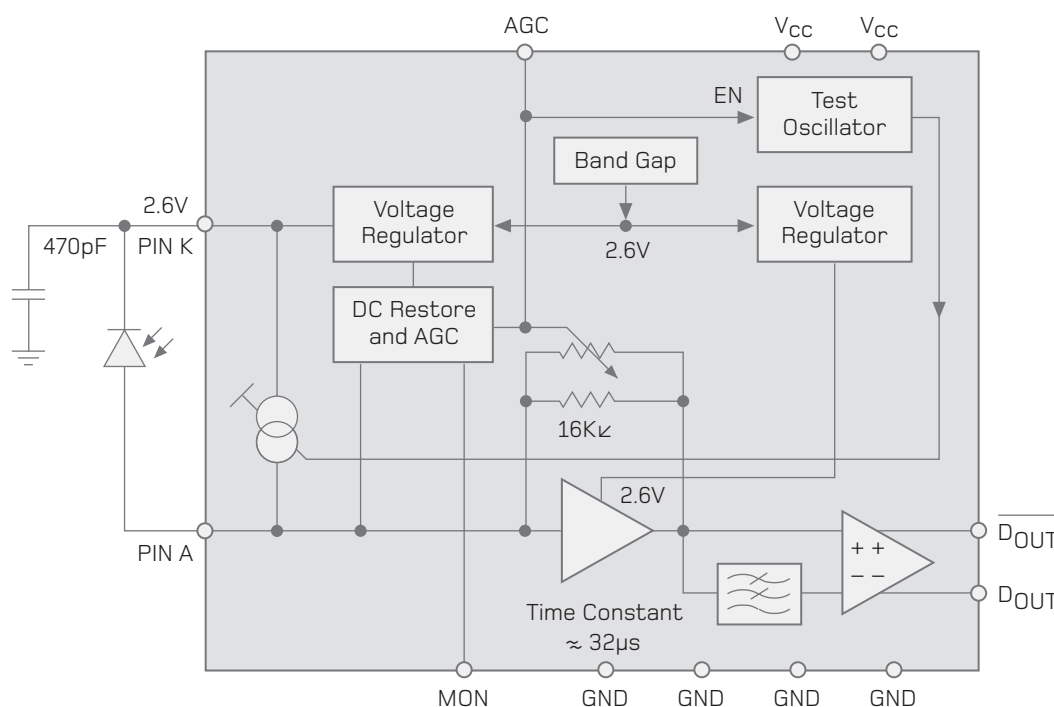 AGC
VCC
VCC
EN
Test
Oscillator
Band Gap
2.6V
470pF
PIN K
Voltage
Regulator
2.6V
Voltage
Regulator
DC Restore
and AGC
16K↙
2.6V
PIN A
++
−−
DOUT
DOUT
Time Constant
≈ 32µs
MON
GND
GND
GND
GND